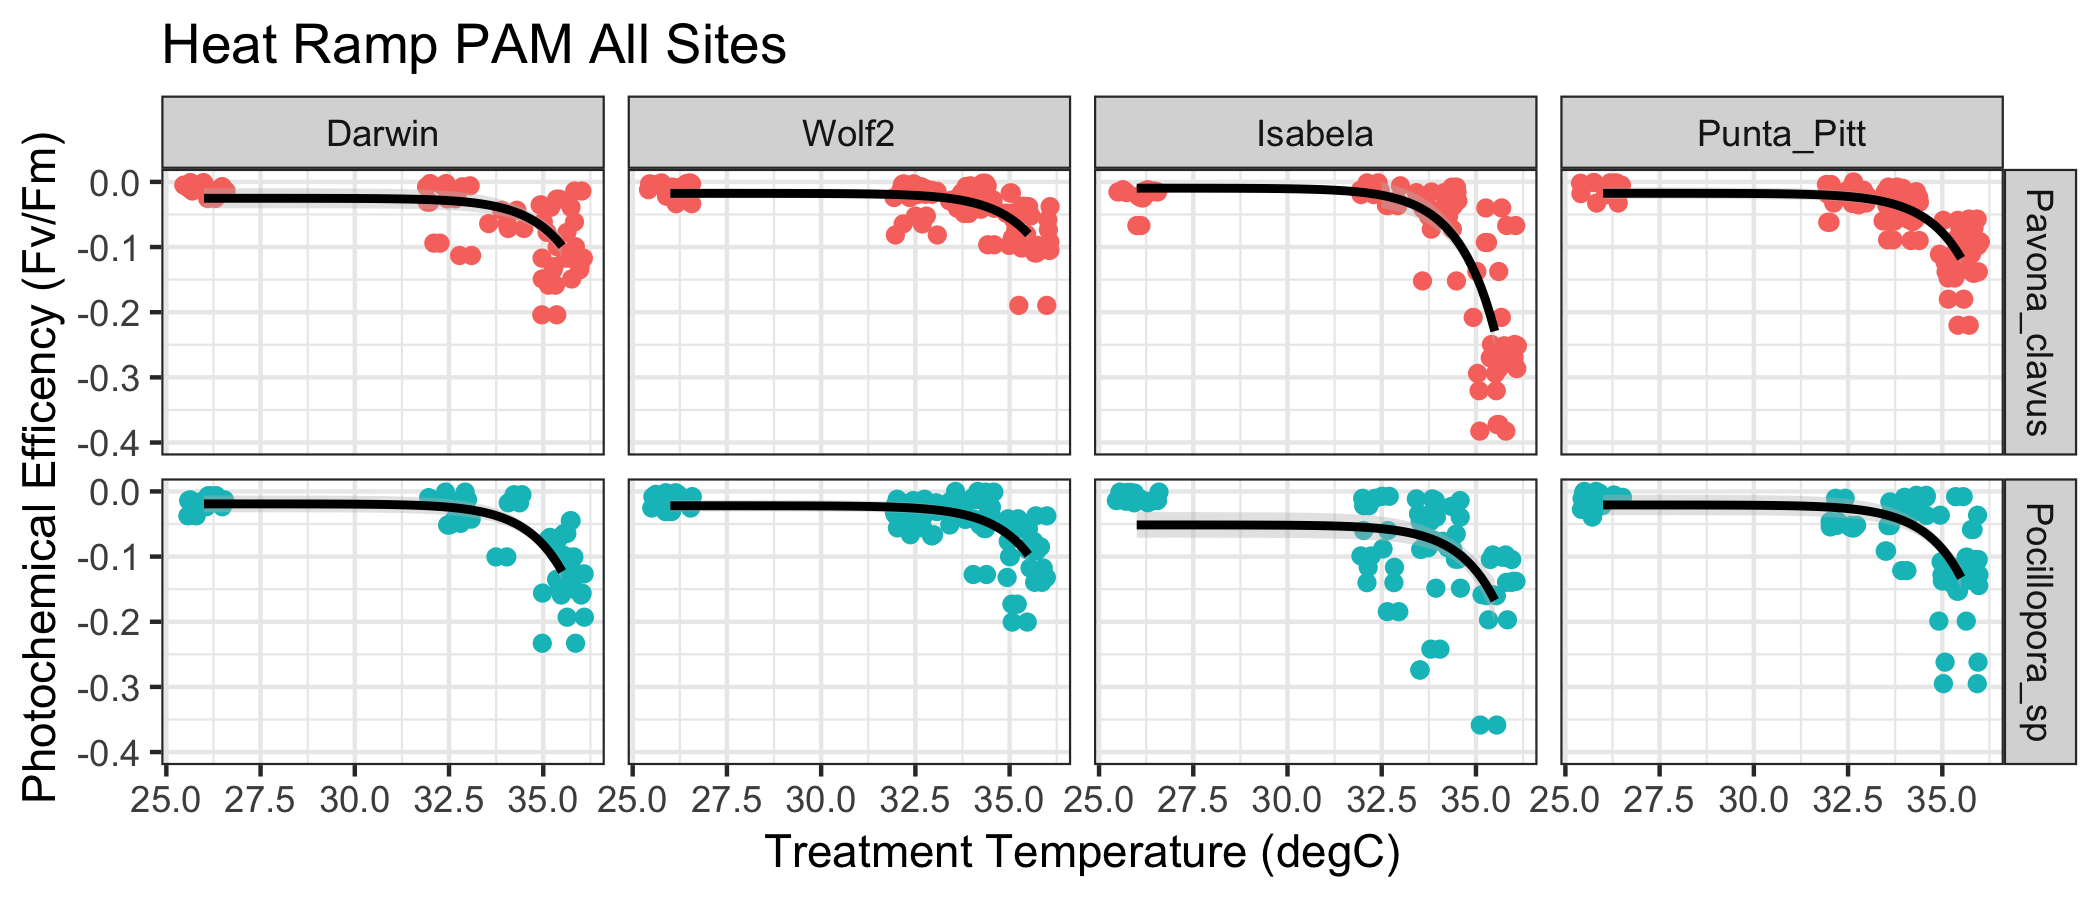 Heat Ramp PAM All Sites
Darwin Wolf2 Isabela Punta_Pitt
Photochemical Efficency (Fv/Fm)
0.0
-0.1
-0.2
-0.3
-0.4
Pavona_clavus
0.0
-0.1
-0.2
-0.3
-0.4
Pocillopora_sp
25.0 27.5 30.0 32.5 35.0 25.0 27.5 30.0 32.5 35.0 25.0 27.5 30.0 32.5 35.0 25.0 27.5 30.0 32.5 35.0
Treatment Temperature (degC)